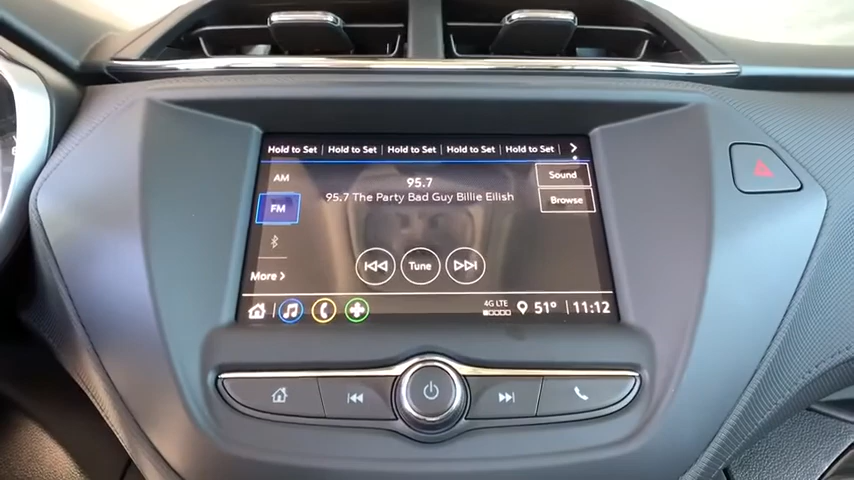 Hold to Set | Hold to Set | Hold to Set | Hold to Set | Hold to Set |
AM
95.7
Sound
95.7 The Party Bad Guy Billie Eilish
FM
Browse
Tune
More
4G LTE
51° | 11:12